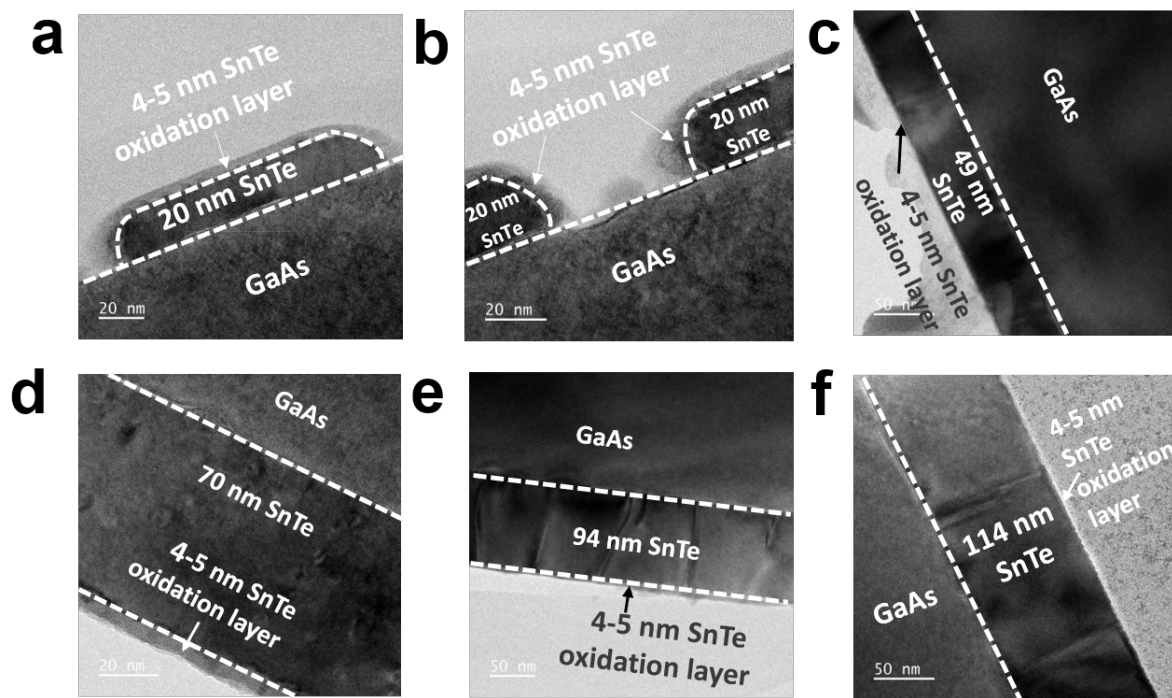 a
4-5 nm SnTe
oxidation layer
20 nm SnTe
GaAs
20 nm
b
4-5 nm SnTe
oxidation layer
20 nm
SnTe
20 nm
SnTe
GaAs
20 nm
c
GaAs
49 nm
SnTe
4-5 nm SnTe
oxidation layer
50 nm
d
GaAs
70 nm SnTe
4-5 nm SnTe
oxidation layer
20 nm
e
GaAs
94 nm SnTe
4-5 nm SnTe
oxidation layer
50 nm
f
4-5 nm
SnTe
oxidation
layer
114 nm
SnTe
GaAs
50 nm